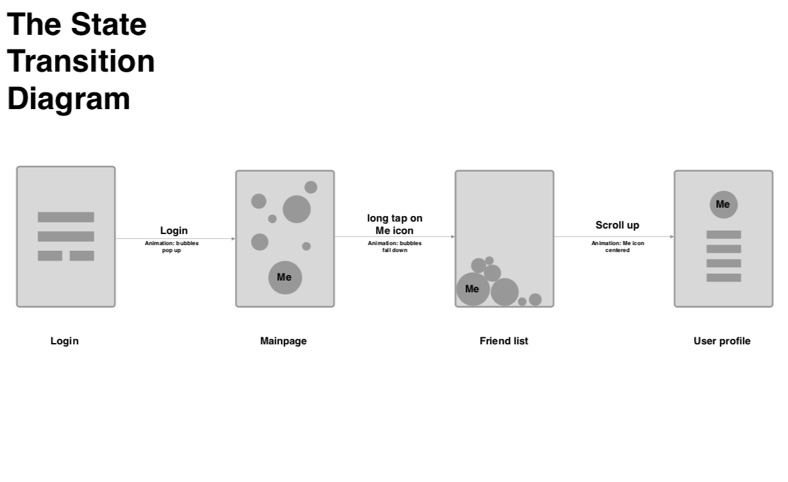 The State
Transition
Diagram
Login
Animation: bubbles
pop up
Me
long tap on
Me icon
Animation: bubbles
fall down
Me
Scroll up
Animation: Me icon
centered
Me
Login
Mainpage
Friend list
User profile